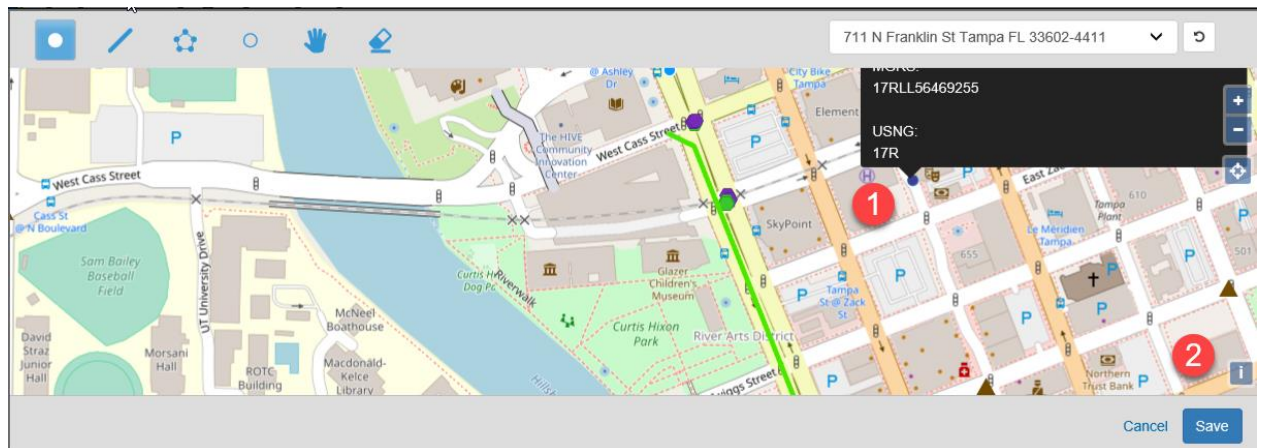 711 N Franklin St Tampa FL 33602-4411
MGRS:
17RLL56469255
USNG:
17R
+
−
@ Ashley
Dr
City Bike
Tampa
Element
The HIVE
Community
Innovation
Center
West Cass Street
P
P
P
West Cass Street
Cass St
@ N Boulevard
1
H
P
East Za
610
Tampa
Plant
Le Méridien
Tampa
P
SkyPoint
655
P
501
Sam Bailey
Baseball
Field
UT University Drive
Curtis H
Dog P
Riverwalk
Glazer
Children's
Museum
P
Tampa
St @ Zack
St
P
P
P
McNeel
Boathouse
Curtis Hixon
Park
River Arts District
David
Straz
Junior
Hall
Morsani
Hall
ROTC
Building
Macdonald-
Kelce
Library
Hills
iggs Street
P
Northern
Trust Bank
P
2
i
Cancel
Save